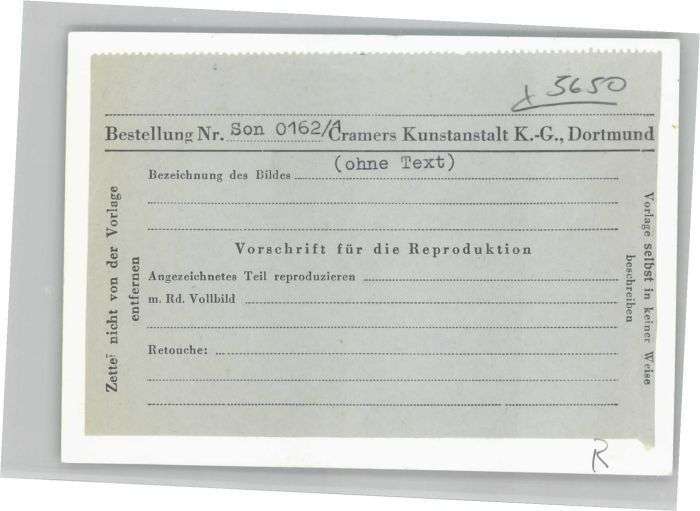 x 5650
Bestellung Nr. Son 0162/1 Cramers Kunstanstalt K.-G., Dortmund
Bezeichnung des Bildes (ohne Text)
Vorschrift für die Reproduktion
Angezeichnetes Teil reproduzieren
m. Rd. Vollbild
Retouche:
Zettel nicht von der Vorlage
entfernen
Vorlage selbst in keiner Weise
beschreiben
R